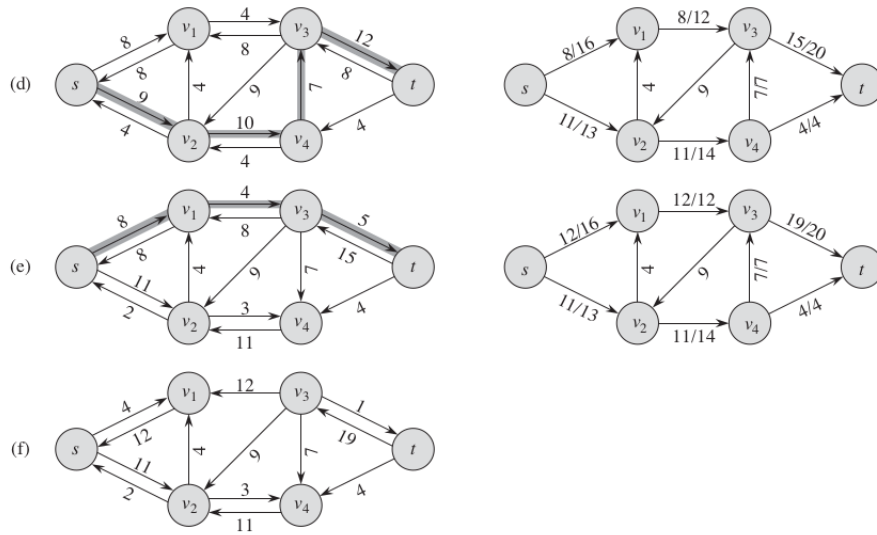 4
v1 v3
8 8 12
8 8
(d) s 9 4 9 7 t
4 10 4
v2 v4
4
8/12
v1 v3
8/16 15/20
s 4 9 7/7 t
11/13 4/4
v2 v4
11/14
4
v1 v3
8 8 5
8 15
(e) s 11 4 9 7 t
2 3 4
v2 v4
11
12/12
v1 v3
12/16 19/20
s 4 9 7/7 t
11/13 4/4
v2 v4
11/14
v1 12 v3
4 1
12 19
(f) s 11 4 9 7 t
2 3 4
v2 v4
11